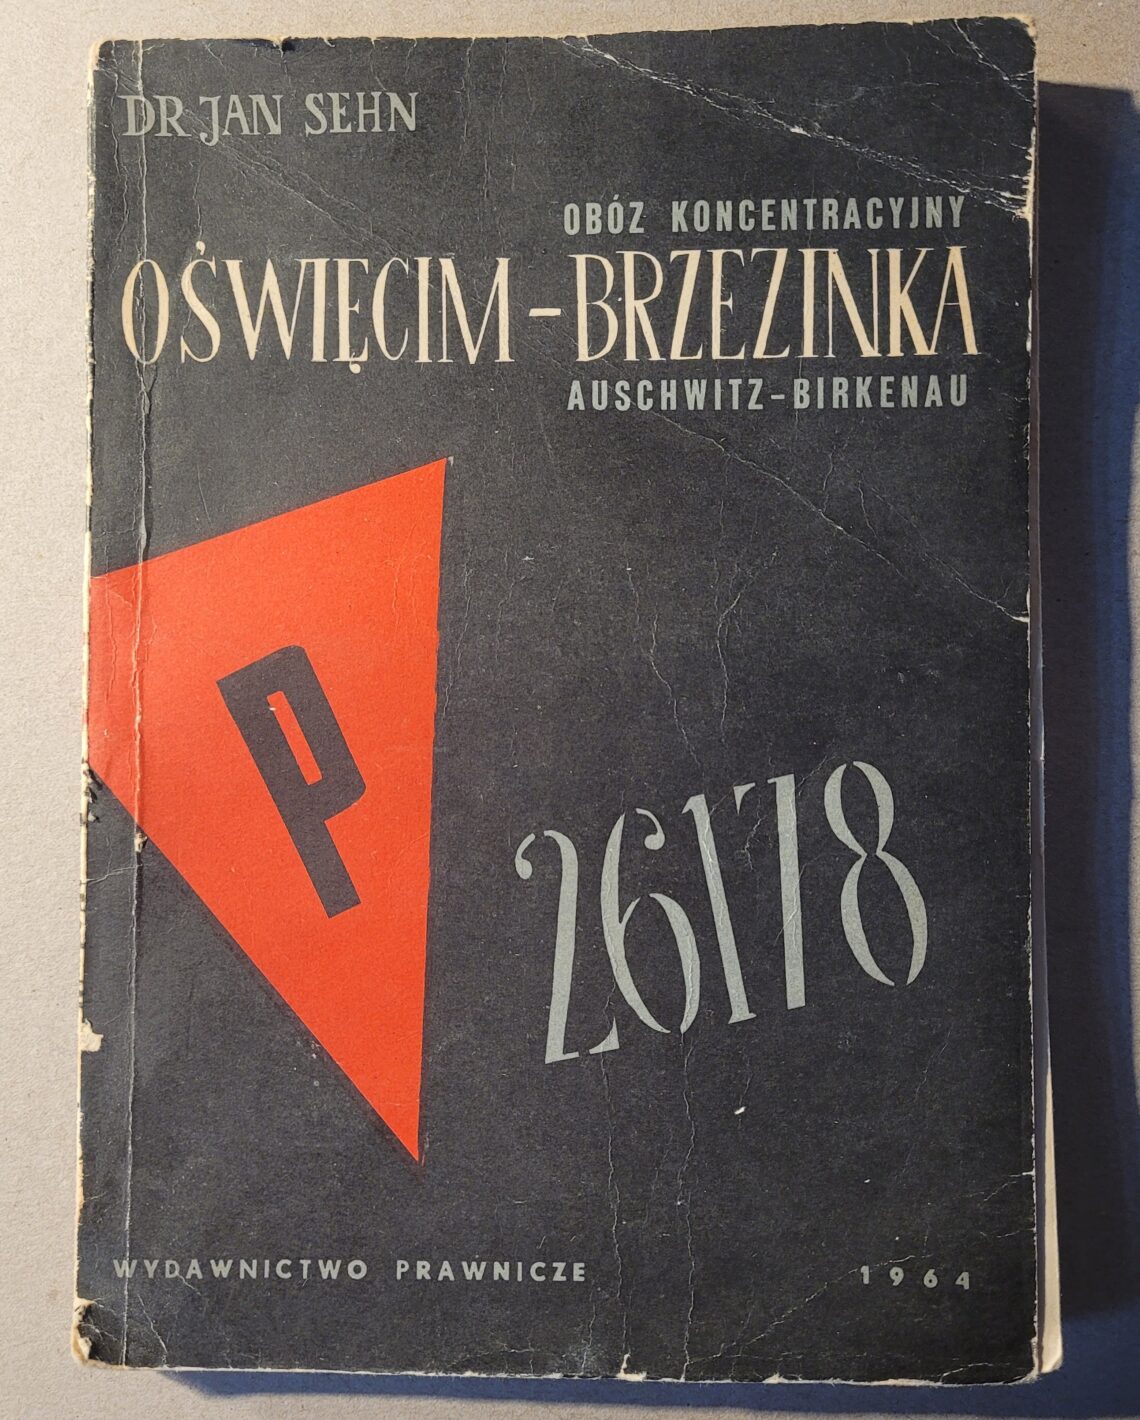 DR JAN SEHN
OBÓZ KONCENTRACYJNY
OŚWIĘCIM-BRZEZINKA
AUSCHWITZ-BIRKENAU
P
26178
WYDAWNICTWO PRAWNICZE 1964